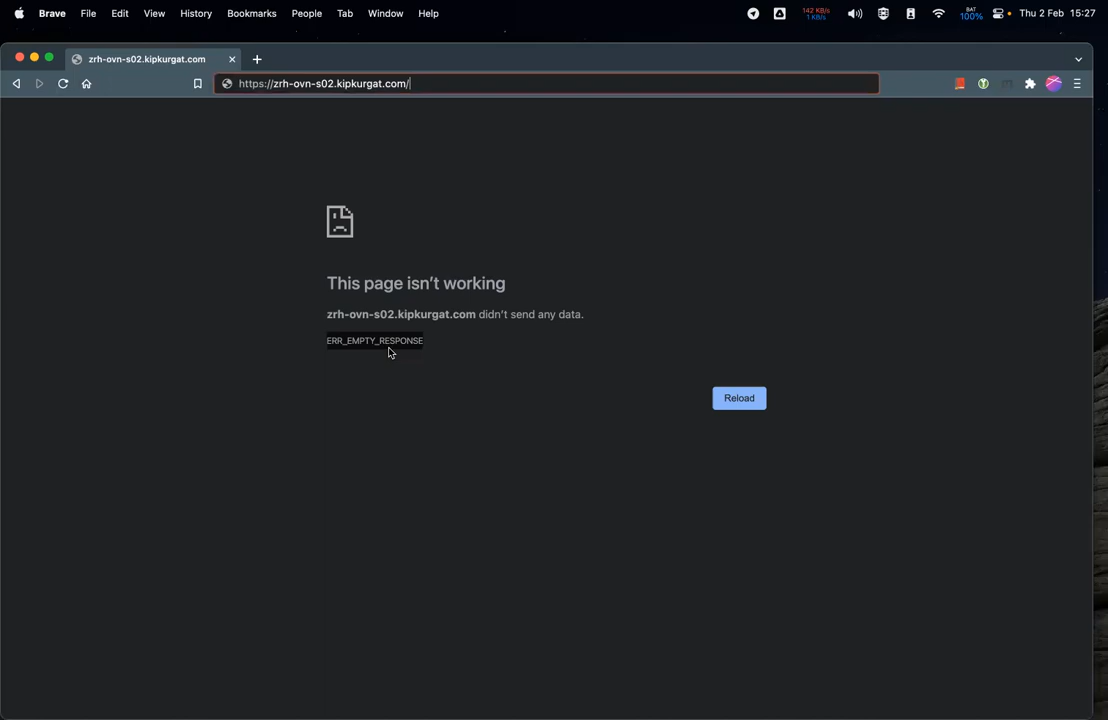 Brave File Edit View History Bookmarks People Tab Window Help 142 KB/s 1 KB/s BAT 100% Thu 2 Feb 15:27
zrh-ovn-s02.kipkurgat.com
https://zrh-ovn-s02.kipkurgat.com/
This page isn’t working
zrh-ovn-s02.kipkurgat.com didn’t send any data.
ERR_EMPTY_RESPONSE
Reload